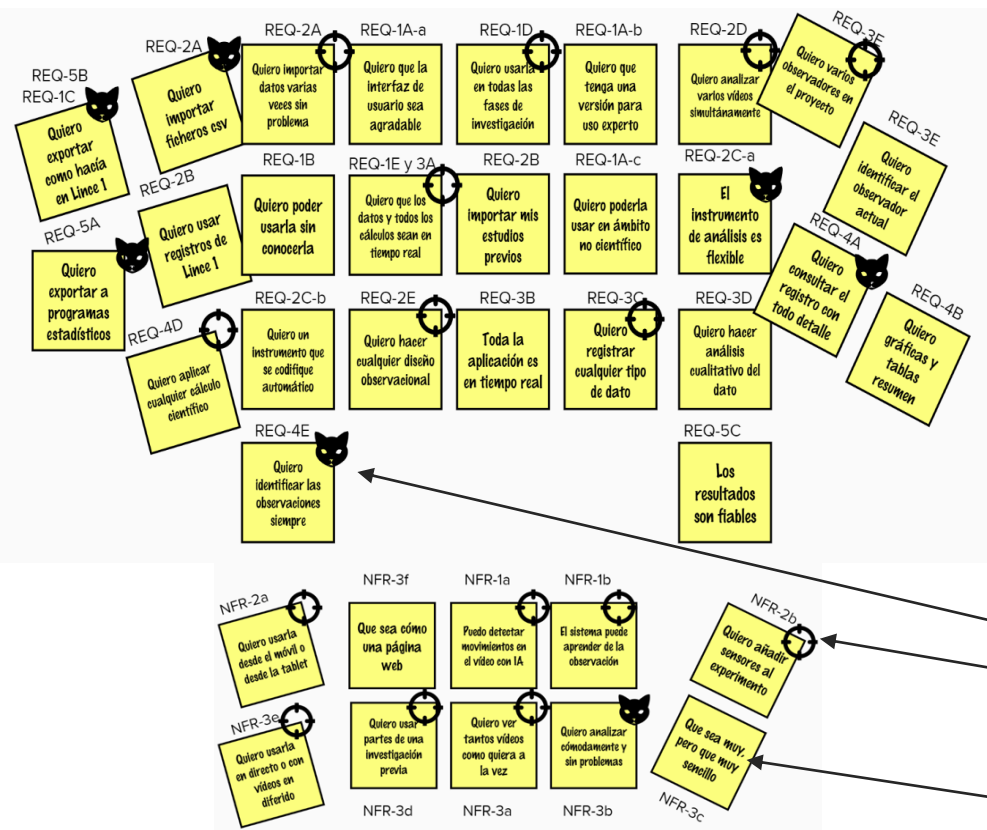 REQ-5B
REQ-1C
Quiero
exportar
como hacía
en Lince 1
REQ-2A
Quiero
importar
ficheros csv
REQ-2A
Quiero importar
datos varias
veces sin
problema
REQ-1A-a
Quiero que la
interfaz de
usuario sea
agradable
REQ-1D
Quiero usarla
en todas las
fases de
investigación
REQ-1A-b
Quiero que
tenga una
versión para
uso experto
REQ-2D
Quiero analizar
varios vídeos
simultánamente
REQ-3E
Quiero varios
observadores en
el proyecto
REQ-3E
Quiero
identificar el
observador
actual
REQ-5A
Quiero
exportar a
programas
estadísticos
REQ-2B
Quiero usar
registros de
Lince 1
REQ-1B
Quiero poder
usarla sin
conocerla
REQ-1E y 3A
Quiero que los
datos y todos los
cálculos sean en
tiempo real
REQ-2B
Quiero
importar mis
estudios
previos
REQ-1A-c
Quiero poderla
usar en ámbito
no científico
REQ-2C-a
El
instrumento
de análisis es
flexible
REQ-4A
Quiero
consultar el
registro con
todo detalle
REQ-4B
Quiero
gráficas y
tablas
resumen
REQ-4D
Quiero aplicar
cualquier cálculo
científico
REQ-2C-b
Quiero un
instrumento que
se codifique
automático
REQ-2E
Quiero hacer
cualquier diseño
observacional
REQ-3B
Toda la
aplicación es
en tiempo real
REQ-3C
Quiero
registrar
cualquier tipo
de dato
REQ-3D
Quiero hacer
análisis
cualitativo del
dato
REQ-4E
Quiero
identificar las
observaciones
siempre
REQ-5C
Los
resultados
son fiables
NFR-2a
Quiero usarla
desde el móvil o
desde la tablet
NFR-3f
Que sea cómo
una página
web
NFR-1a
Puedo detectar
movimientos en
el vídeo con IA
NFR-1b
El sistema puede
aprender de la
observación
NFR-2b
Quiero añadir
sensores al
experimento
NFR-3e
Quiero usarla
en directo o con
vídeos en
diferido
Quiero usar
partes de una
investigación
previa
NFR-3d
Quiero ver
tantos vídeos
como quiera a
la vez
NFR-3a
Quiero analizar
cómodamente y
sin problemas
NFR-3b
Que sea muy,
pero que muy
sencillo
NFR-3c